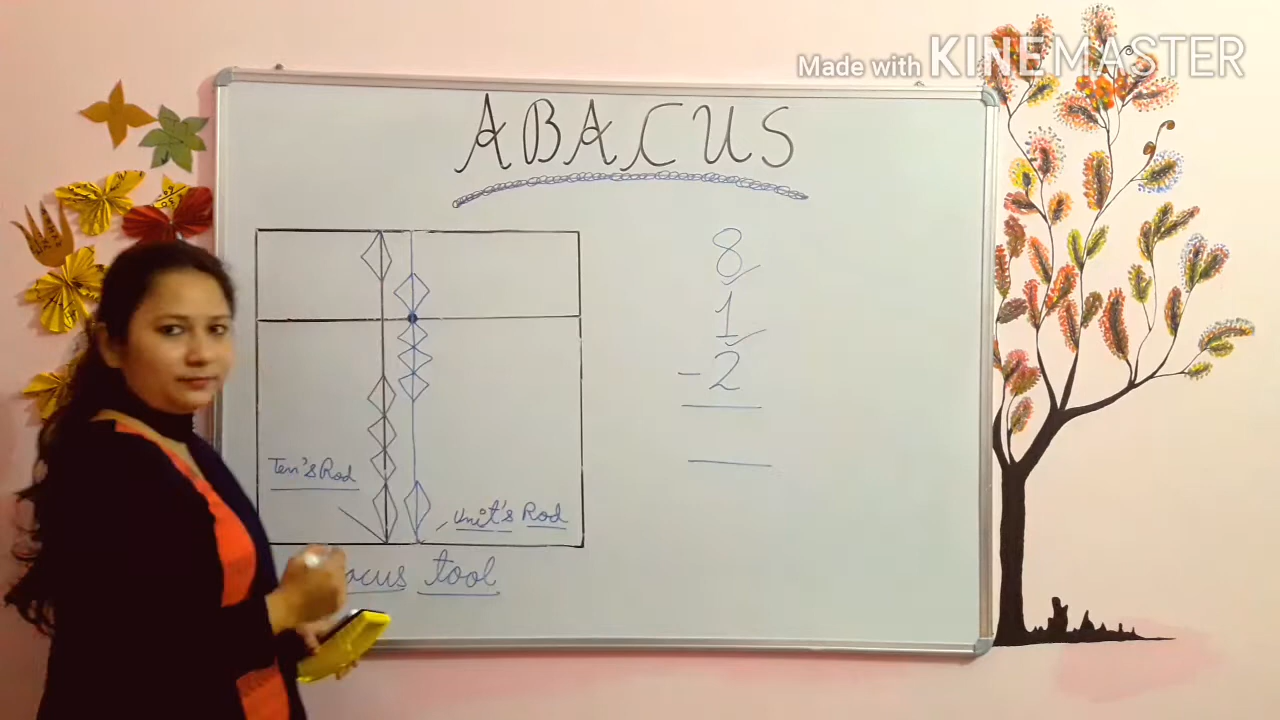 Made with KINEMASTER
ABACUS
8
1
-2
Ten's Rod
Unit's Rod
tool